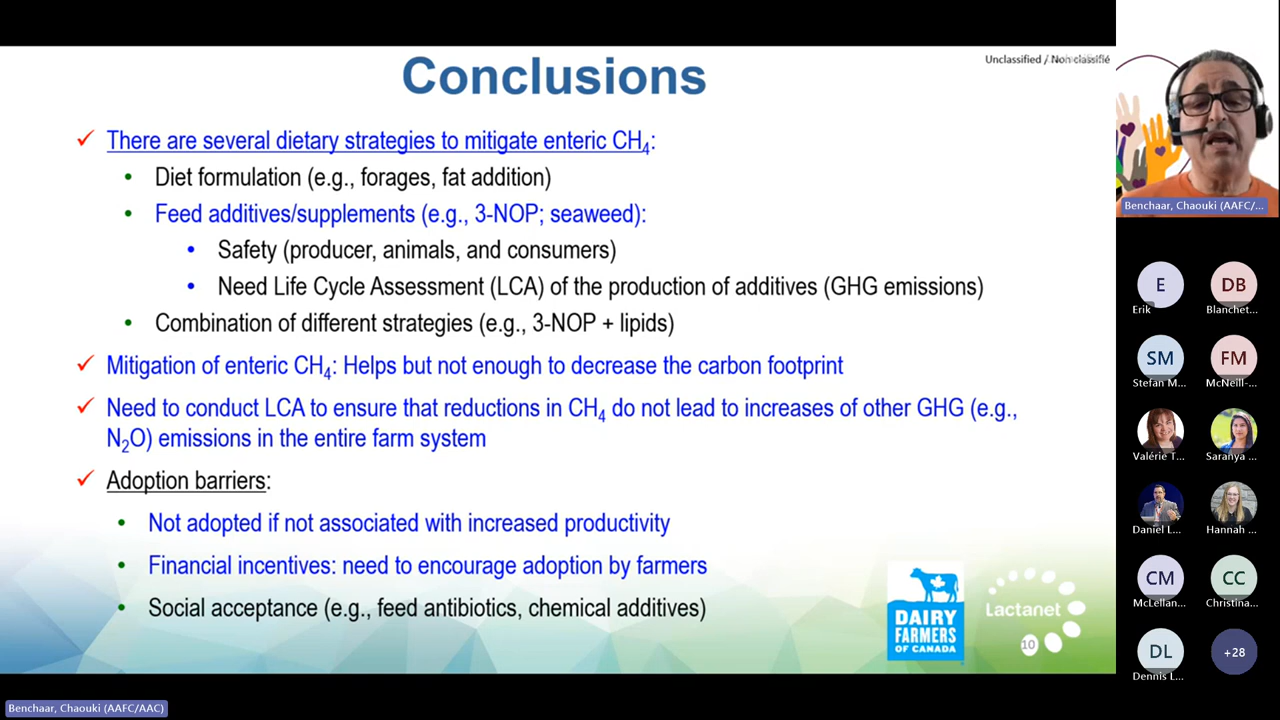 Conclusions
Unclassified / Non classifié
There are several dietary strategies to mitigate enteric CH₄:
Diet formulation (e.g., forages, fat addition)
Feed additives/supplements (e.g., 3-NOP; seaweed):
Safety (producer, animals, and consumers)
Need Life Cycle Assessment (LCA) of the production of additives (GHG emissions)
Combination of different strategies (e.g., 3-NOP + lipids)
Mitigation of enteric CH₄: Helps but not enough to decrease the carbon footprint
Need to conduct LCA to ensure that reductions in CH₄ do not lead to increases of other GHG (e.g.,
N₂O) emissions in the entire farm system
Adoption barriers:
Not adopted if not associated with increased productivity
Financial incentives: need to encourage adoption by farmers
Social acceptance (e.g., feed antibiotics, chemical additives)
DAIRY
FARMERS
OF CANADA
Lactanet
10
Benchaar, Chaouki (AAFC/AAC)
Benchaar, Chaouki (AAFC/...
E
Erik
DB
Blanchet...
SM
Stefan M...
FM
McNeill-...
Valérie T...
Saranya ...
Daniel L...
Hannah ...
CM
McLellan...
CC
Christina...
DL
Dennis L...
+28